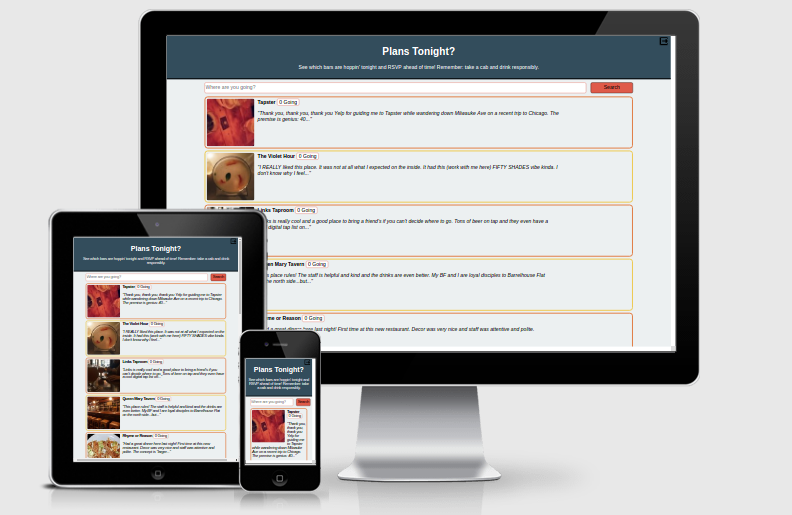 Plans Tonight?
See which bars are hoppin' tonight and RSVP ahead of time! Remember: take a cab and drink responsibly.
Where are you going?
Search
Tapster 0 Going
"Thank you, thank you, thank you Yelp for guiding me to Tapster while wandering down Milwauke Ave on a recent trip to Chicago. The
premise is genius: 40..."
The Violet Hour 0 Going
"I REALLY liked this place. It was not at all what I expected on the inside. It had this (work with me here) FIFTY SHADES vibe kinda. I
don't know why I feel..."
Links Taproom 0 Going
is really cool and a good place to bring a friend's if you can't decide where to go. Tons of beer on tap and they even have a
digital tap list on..."
en Mary Tavern 0 Going
place rules! The staff is helpful and kind and the drinks are even better. My BF and I are loyal disciples to Barrelhouse Flat
he north side...but..."
me or Reason 0 Going
here last night! First time at this new restaurant. Decor was very nice and staff was attentive and polite.
Plans Tonight?
See which bars are hoppin' tonight and RSVP ahead of time! Remember: take a cab and drink
responsibly.
Where are you going?
Search
Tapster 0 Going
"Thank you, thank you, thank you Yelp for guiding me to Tapster
while wandering down Milwauke Ave on a recent trip to Chicago.
The premise is genius: 40..."
The Violet Hour 0 Going
"I REALLY liked this place. It was not at all what I expected on the
inside. It had this (work with me here) FIFTY SHADES vibe kinda.
I don't know why I feel..."
Links Taproom 0 Going
"Links is really cool and a good place to bring a friend's if you
can't decide where to go. Tons of beer on tap and they even have
a digital tap list on..."
Queen Mary Tavern 0 Going
"This place rules! The staff is helpful and kind and the drinks are
even better. My BF and I are loyal disciples to Barrelhouse Flat
on the north side...but..."
Rhyme or Reason 0 Going
"Had a great dinner here last night! First time at this new
restaurant. Decor was very nice and staff was attentive and
polite. The concept is
Plans Tonight?
See which bars are hoppin' tonight and
RSVP ahead of time! Remember: take
a cab and drink responsibly.
Where are you going?
Search
Tapster
0 Going
"Thank you,
thank you,
thank you
Yelp for
guiding me
to Tapster
while wandering down Milwauke
Ave on a recent trip to Chicago.
The premise is genius: 40..."